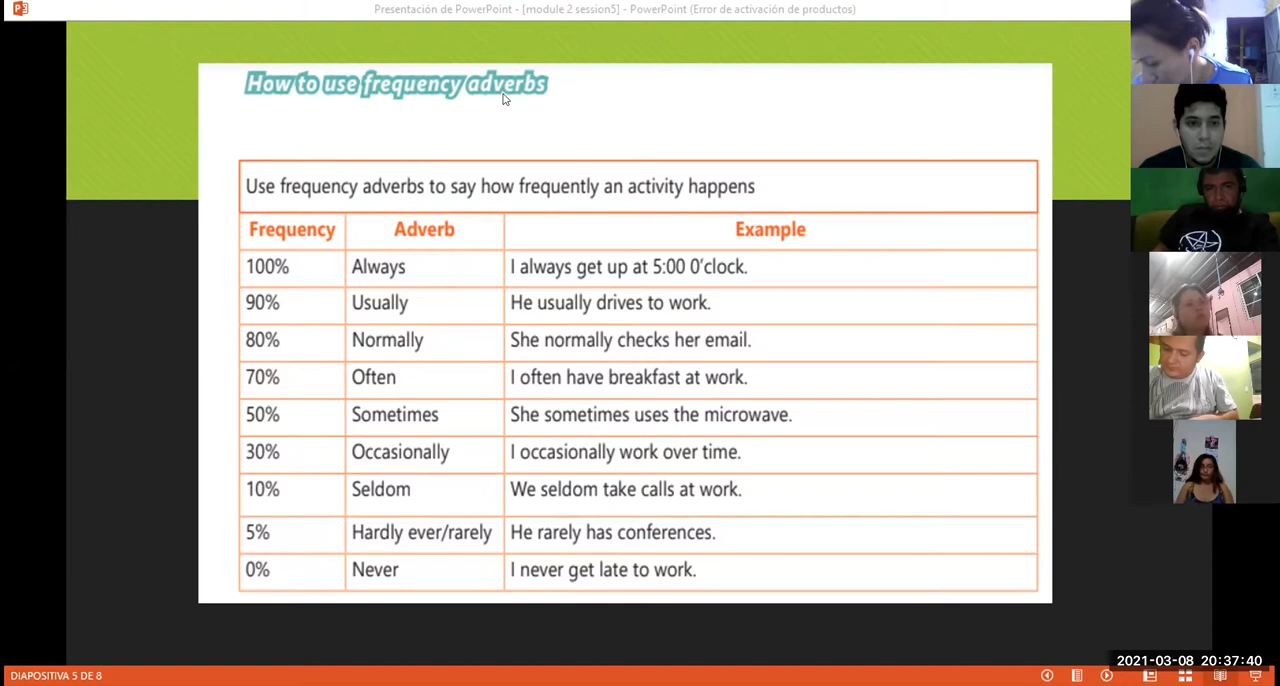 Presentación de PowerPoint - [module 2 session5] - PowerPoint (Error de activación de productos)
How to use frequency adverbs
Use frequency adverbs to say how frequently an activity happens
Frequency Adverb Example
100% Always I always get up at 5:00 0'clock.
90% Usually He usually drives to work.
80% Normally She normally checks her email.
70% Often I often have breakfast at work.
50% Sometimes She sometimes uses the microwave.
30% Occasionally I occasionally work over time.
10% Seldom We seldom take calls at work.
5% Hardly ever/rarely He rarely has conferences.
0% Never I never get late to work.
2021-03-08 20:37:40
DIAPOSITIVA 5 DE 8